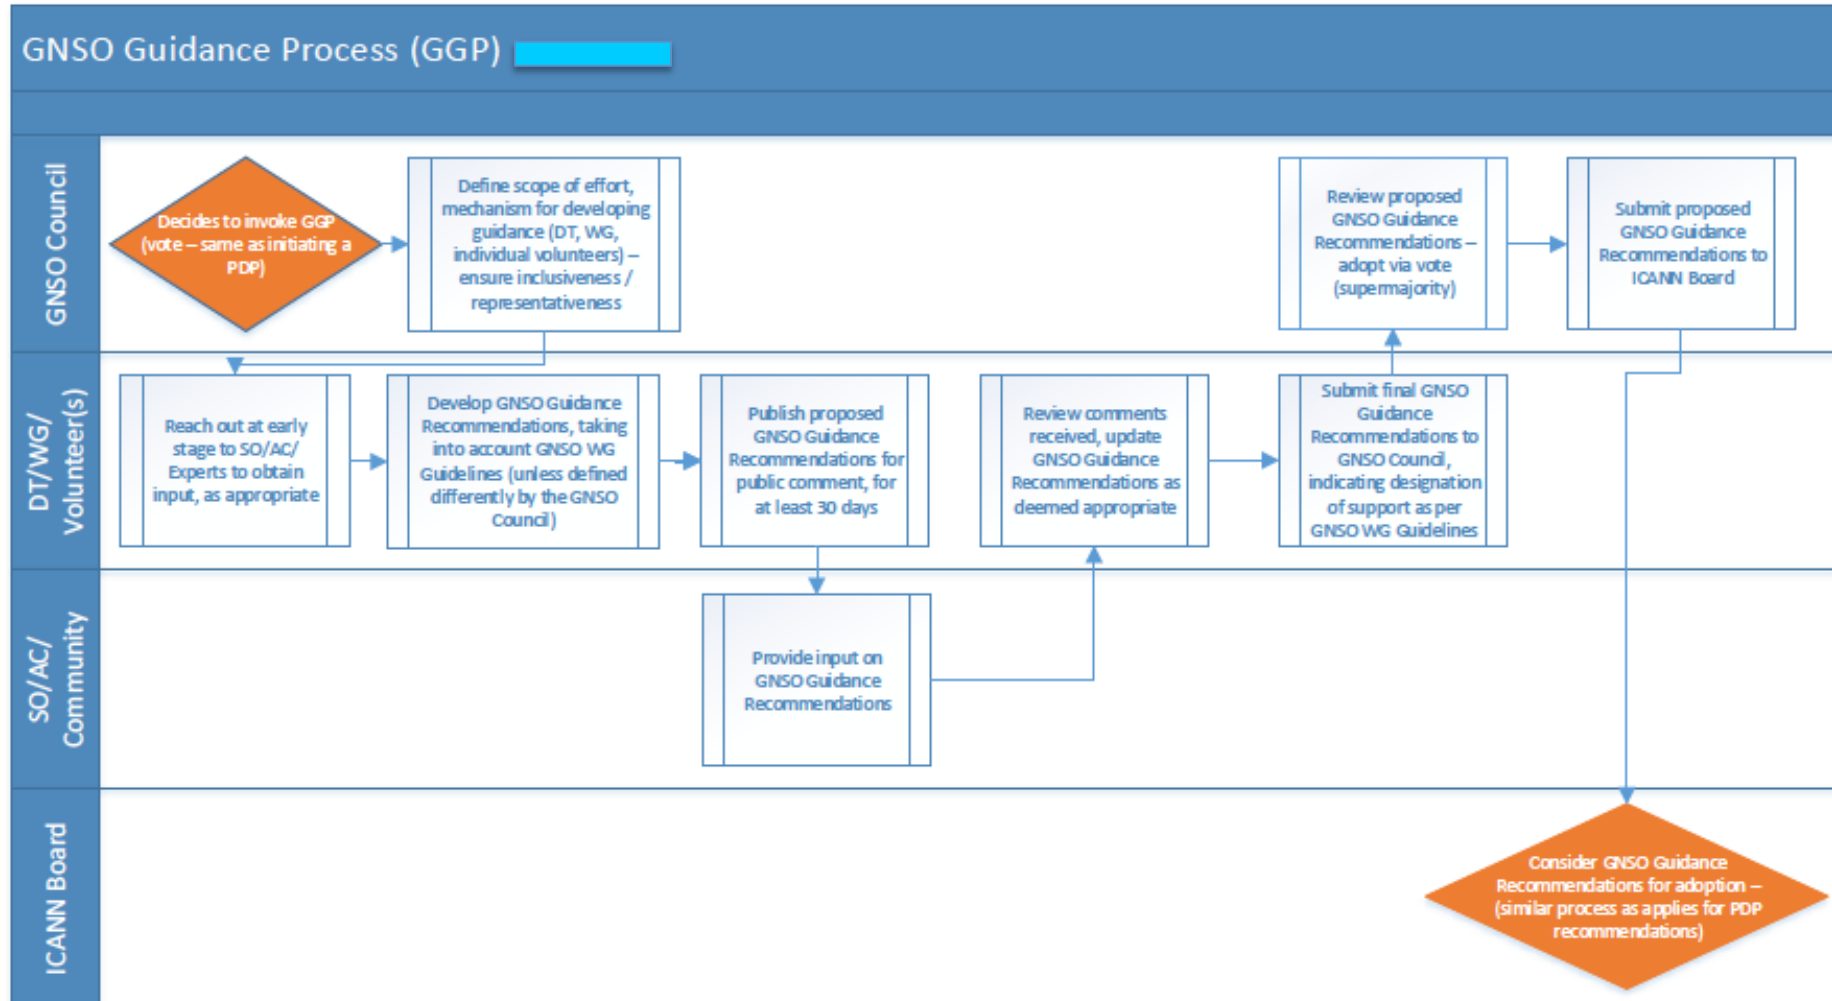 GNSO Guidance Process (GGP)
GNSO Council
Decides to invoke GGP
(vote – same as initiating a
PDP)
Define scope of effort,
mechanism for developing
guidance (DT, WG,
individual volunteers) –
ensure inclusiveness /
representativeness
Review proposed
GNSO Guidance
Recommendations –
adopt via vote
(supermajority)
Submit proposed
GNSO Guidance
Recommendations to
ICANN Board
DT/WG/
Volunteer(s)
Reach out at early
stage to SO/AC/
Experts to obtain
input, as appropriate
Develop GNSO Guidance
Recommendations, taking
into account GNSO WG
Guidelines (unless defined
differently by the GNSO
Council)
Publish proposed
GNSO Guidance
Recommendations for
public comment, for
at least 30 days
Review comments
received, update
GNSO Guidance
Recommendations as
deemed appropriate
Submit final GNSO
Guidance
Recommendations to
GNSO Council,
indicating designation
of support as per
GNSO WG Guidelines
SO/AC/
Community
Provide input on
GNSO Guidance
Recommendations
ICANN Board
Consider GNSO Guidance
Recommendations for adoption –
(similar process as applies for PDP
recommendations)